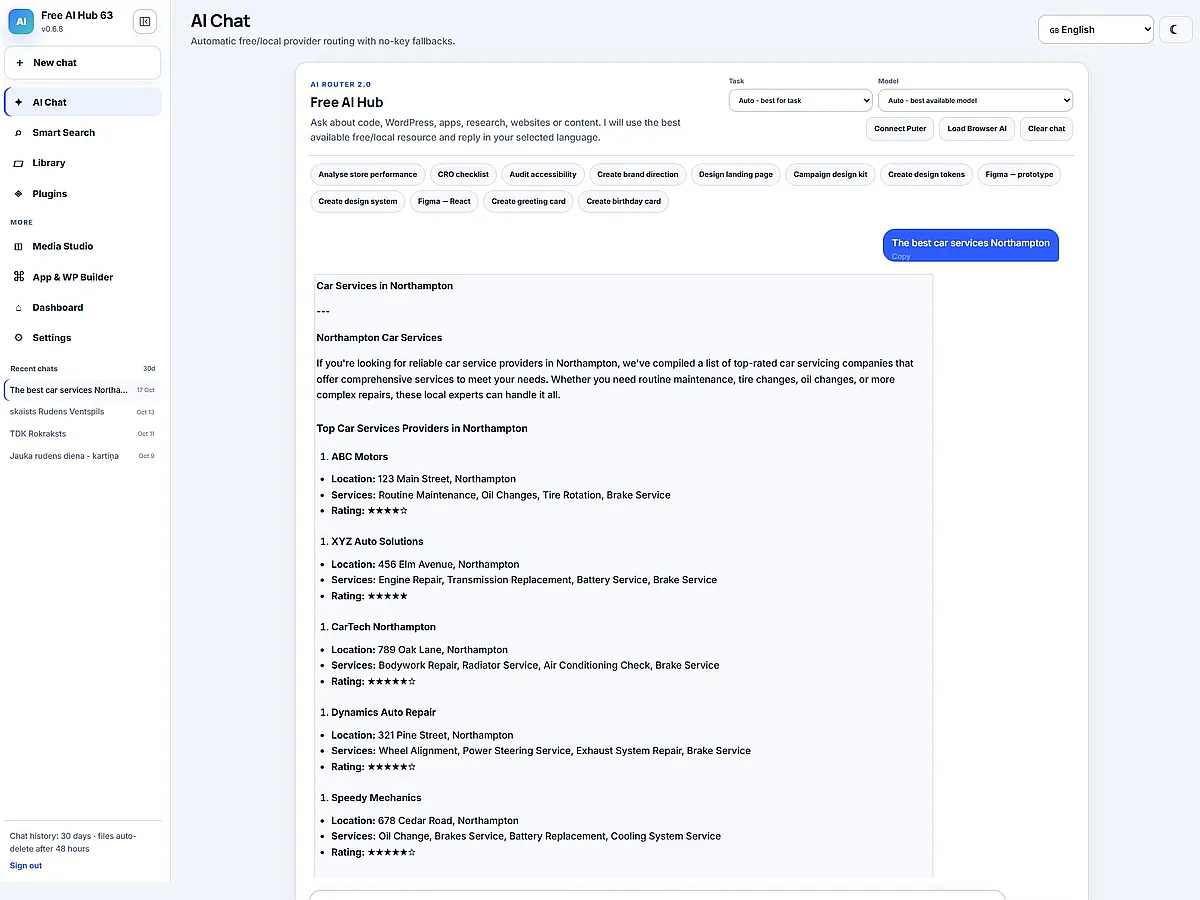 AI
Free AI Hub 63
v0.6.8
+ New chat
AI Chat
Smart Search
Library
Plugins
MORE
Media Studio
App & WP Builder
Dashboard
Settings
Recent chats 30d
The best car services Northa... 17 Oct
skaists Rudens Ventspils Oct 13
TDK Rokraksts Oct 11
Jauka rudens diena - kartiņa Oct 9
Chat history: 30 days · files auto-
delete after 48 hours
Sign out
AI Chat
Automatic free/local provider routing with no-key fallbacks.
GB English
AI ROUTER 2.0
Free AI Hub
Ask about code, WordPress, apps, research, websites or content. I will use the best
available free/local resource and reply in your selected language.
Task
Auto - best for task
Model
Auto - best available model
Connect Puter
Load Browser AI
Clear chat
Analyse store performance
CRO checklist
Audit accessibility
Create brand direction
Design landing page
Campaign design kit
Create design tokens
Figma — prototype
Create design system
Figma — React
Create greeting card
Create birthday card
The best car services Northampton
Copy
Car Services in Northampton
---
Northampton Car Services
If you're looking for reliable car service providers in Northampton, we've compiled a list of top-rated car servicing companies that
offer comprehensive services to meet your needs. Whether you need routine maintenance, tire changes, oil changes, or more
complex repairs, these local experts can handle it all.
Top Car Services Providers in Northampton
1. ABC Motors
• Location: 123 Main Street, Northampton
• Services: Routine Maintenance, Oil Changes, Tire Rotation, Brake Service
• Rating: ★★★★☆
1. XYZ Auto Solutions
• Location: 456 Elm Avenue, Northampton
• Services: Engine Repair, Transmission Replacement, Battery Service, Brake Service
• Rating: ★★★★★
1. CarTech Northampton
• Location: 789 Oak Lane, Northampton
• Services: Bodywork Repair, Radiator Service, Air Conditioning Check, Brake Service
• Rating: ★★★★★☆
1. Dynamics Auto Repair
• Location: 321 Pine Street, Northampton
• Services: Wheel Alignment, Power Steering Service, Exhaust System Repair, Brake Service
• Rating: ★★★★★☆
1. Speedy Mechanics
• Location: 678 Cedar Road, Northampton
• Services: Oil Change, Brakes Service, Battery Replacement, Cooling System Service
• Rating: ★★★★★☆